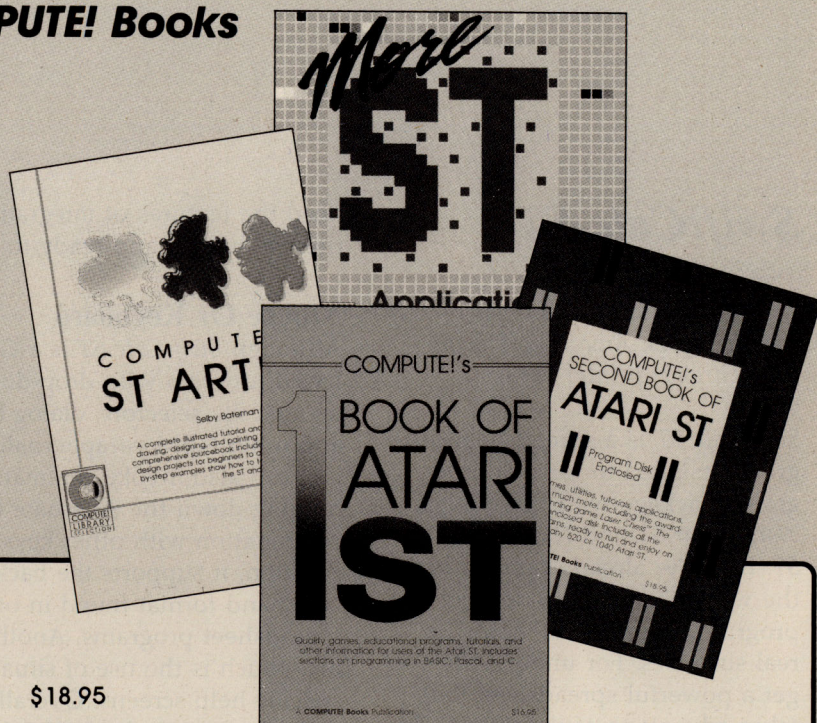 PUTE! Books
More
ST
COMPUTE
ST ART
Selby Bateman
A complete illustrated tutorial and
drawing, designing, and painting
comprehensive sourcebook
design projects for beginners to
by-step examples show how to
the ST and
COMPUTE!
LIBRARY
SELECTION
COMPUTE!'s
1
BOOK OF
ATARI
ST
Quality games, educational programs, tutorials, and
other information for users of the Atari ST. Includes
sections on programming in BASIC, Pascal, and C.
A COMPUTE! Books Publication $16.95
COMPUTE!'s
SECOND BOOK OF
ATARI ST
Program Disk
Enclosed
utilities, tutorials, applications,
much more, including the award-
game Laser Chess™. The
enclosed disk includes all the
ready to run and enjoy on
any 520 or 1040 Atari ST.
Books Publication $18.95
$18.95